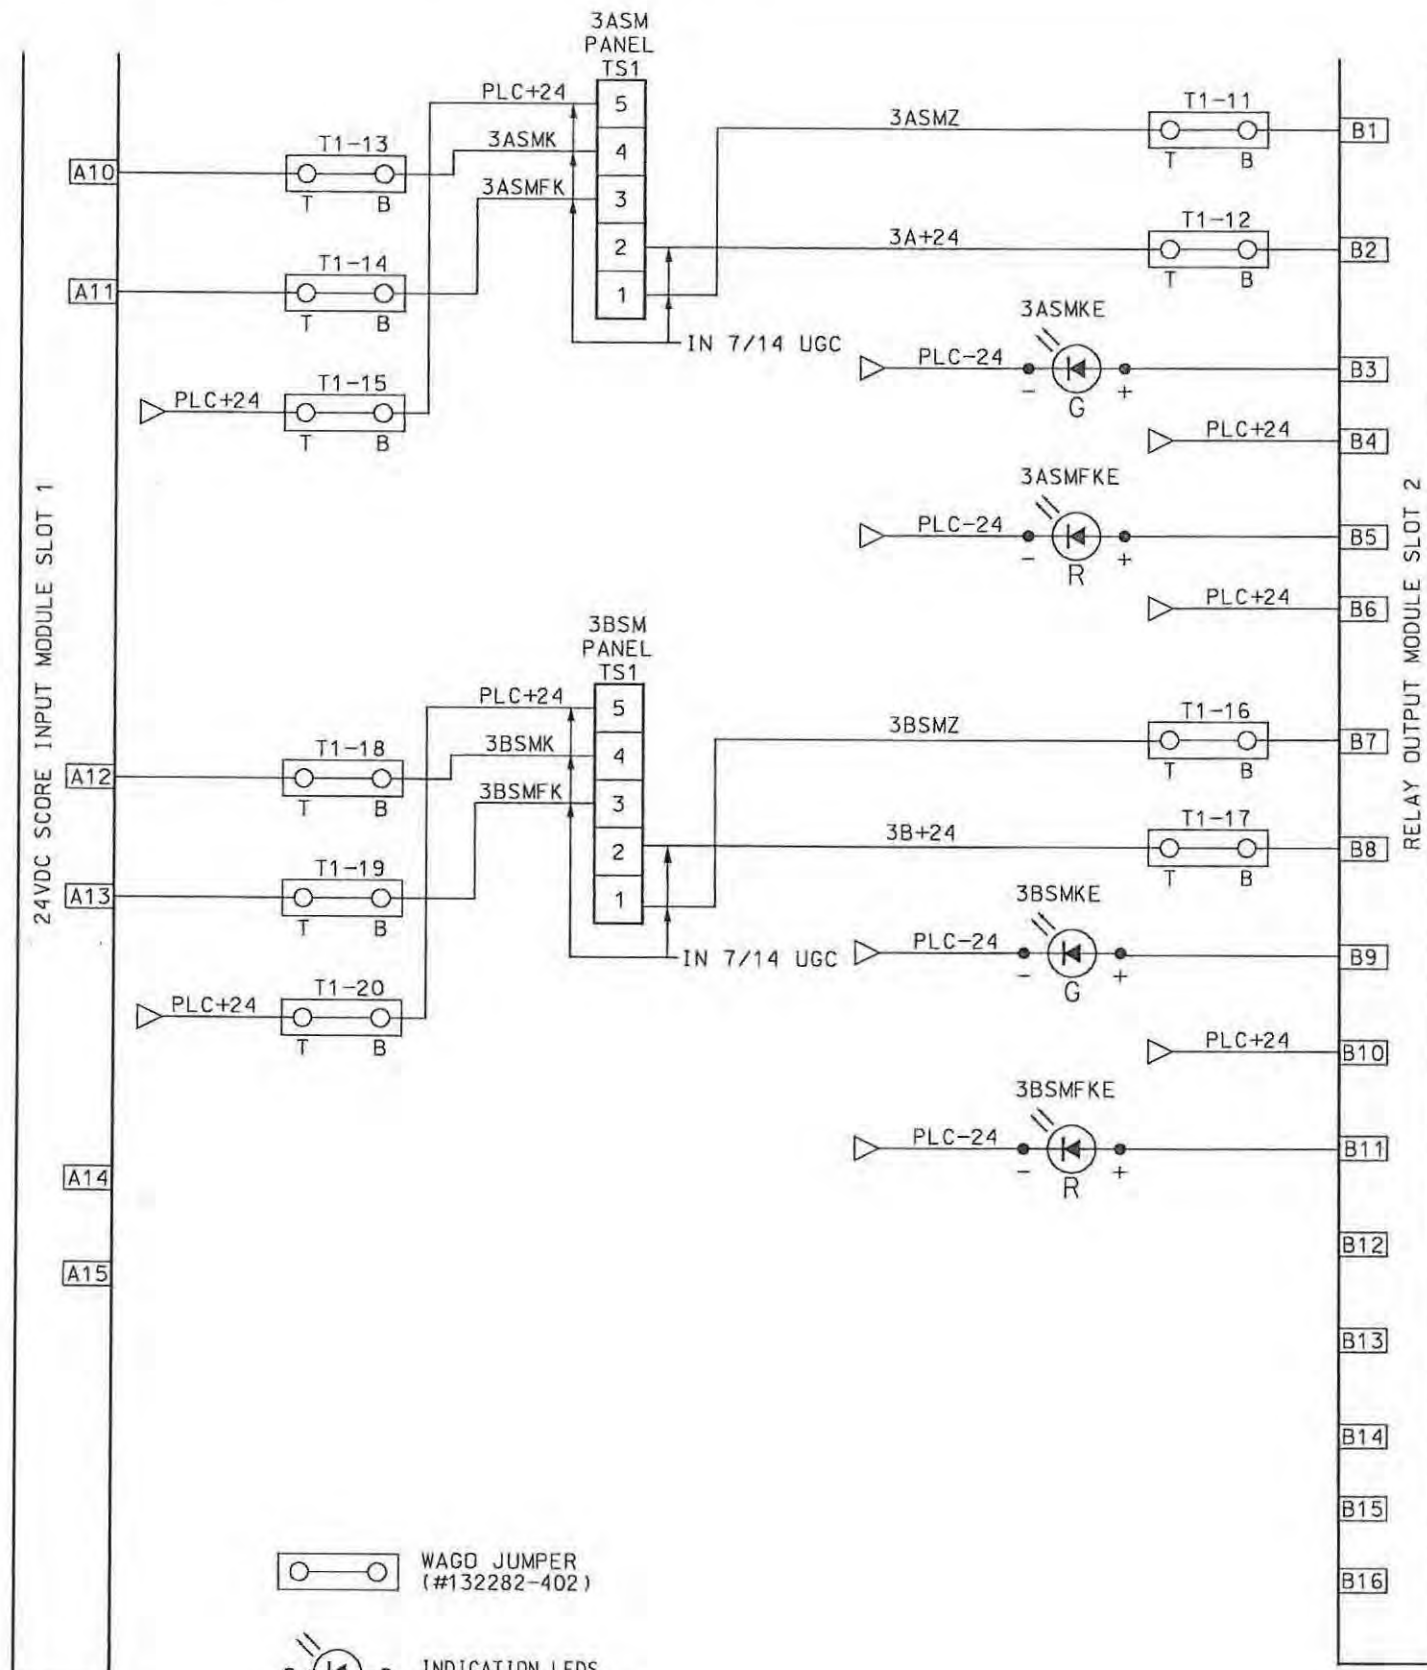 3ASM
PANEL
TS1
PLC+24
5
T1-11
3ASMZ
B1
T1-13
3ASMK
4
A10
T B
T B
3ASMFK
3
T1-12
2
3A+24
B2
T1-14
T B
A11
1
T B
3ASMKE
IN 7/14 UGC
PLC-24
B3
- +
G
T1-15
PLC+24
T B
PLC+24
B4
3ASMFKE
PLC-24
B5
- +
R
PLC+24
B6
24VDC SCORE INPUT MODULE SLOT 1
RELAY OUTPUT MODULE SLOT 2
3BSM
PANEL
TS1
PLC+24
5
T1-16
3BSMZ
B7
T1-18
3BSMK
4
T B
A12
T B
3BSMFK
3
T1-17
2
3B+24
B8
T1-19
T B
A13
1
T B
3BSMKE
IN 7/14 UGC
PLC-24
B9
- +
G
T1-20
PLC+24
T B
PLC+24
B10
3BSMFKE
PLC-24
B11
- +
R
A14
B12
A15
B13
B14
B15
WAGO JUMPER
(#132282-402)
B16
INDICATION LEDS